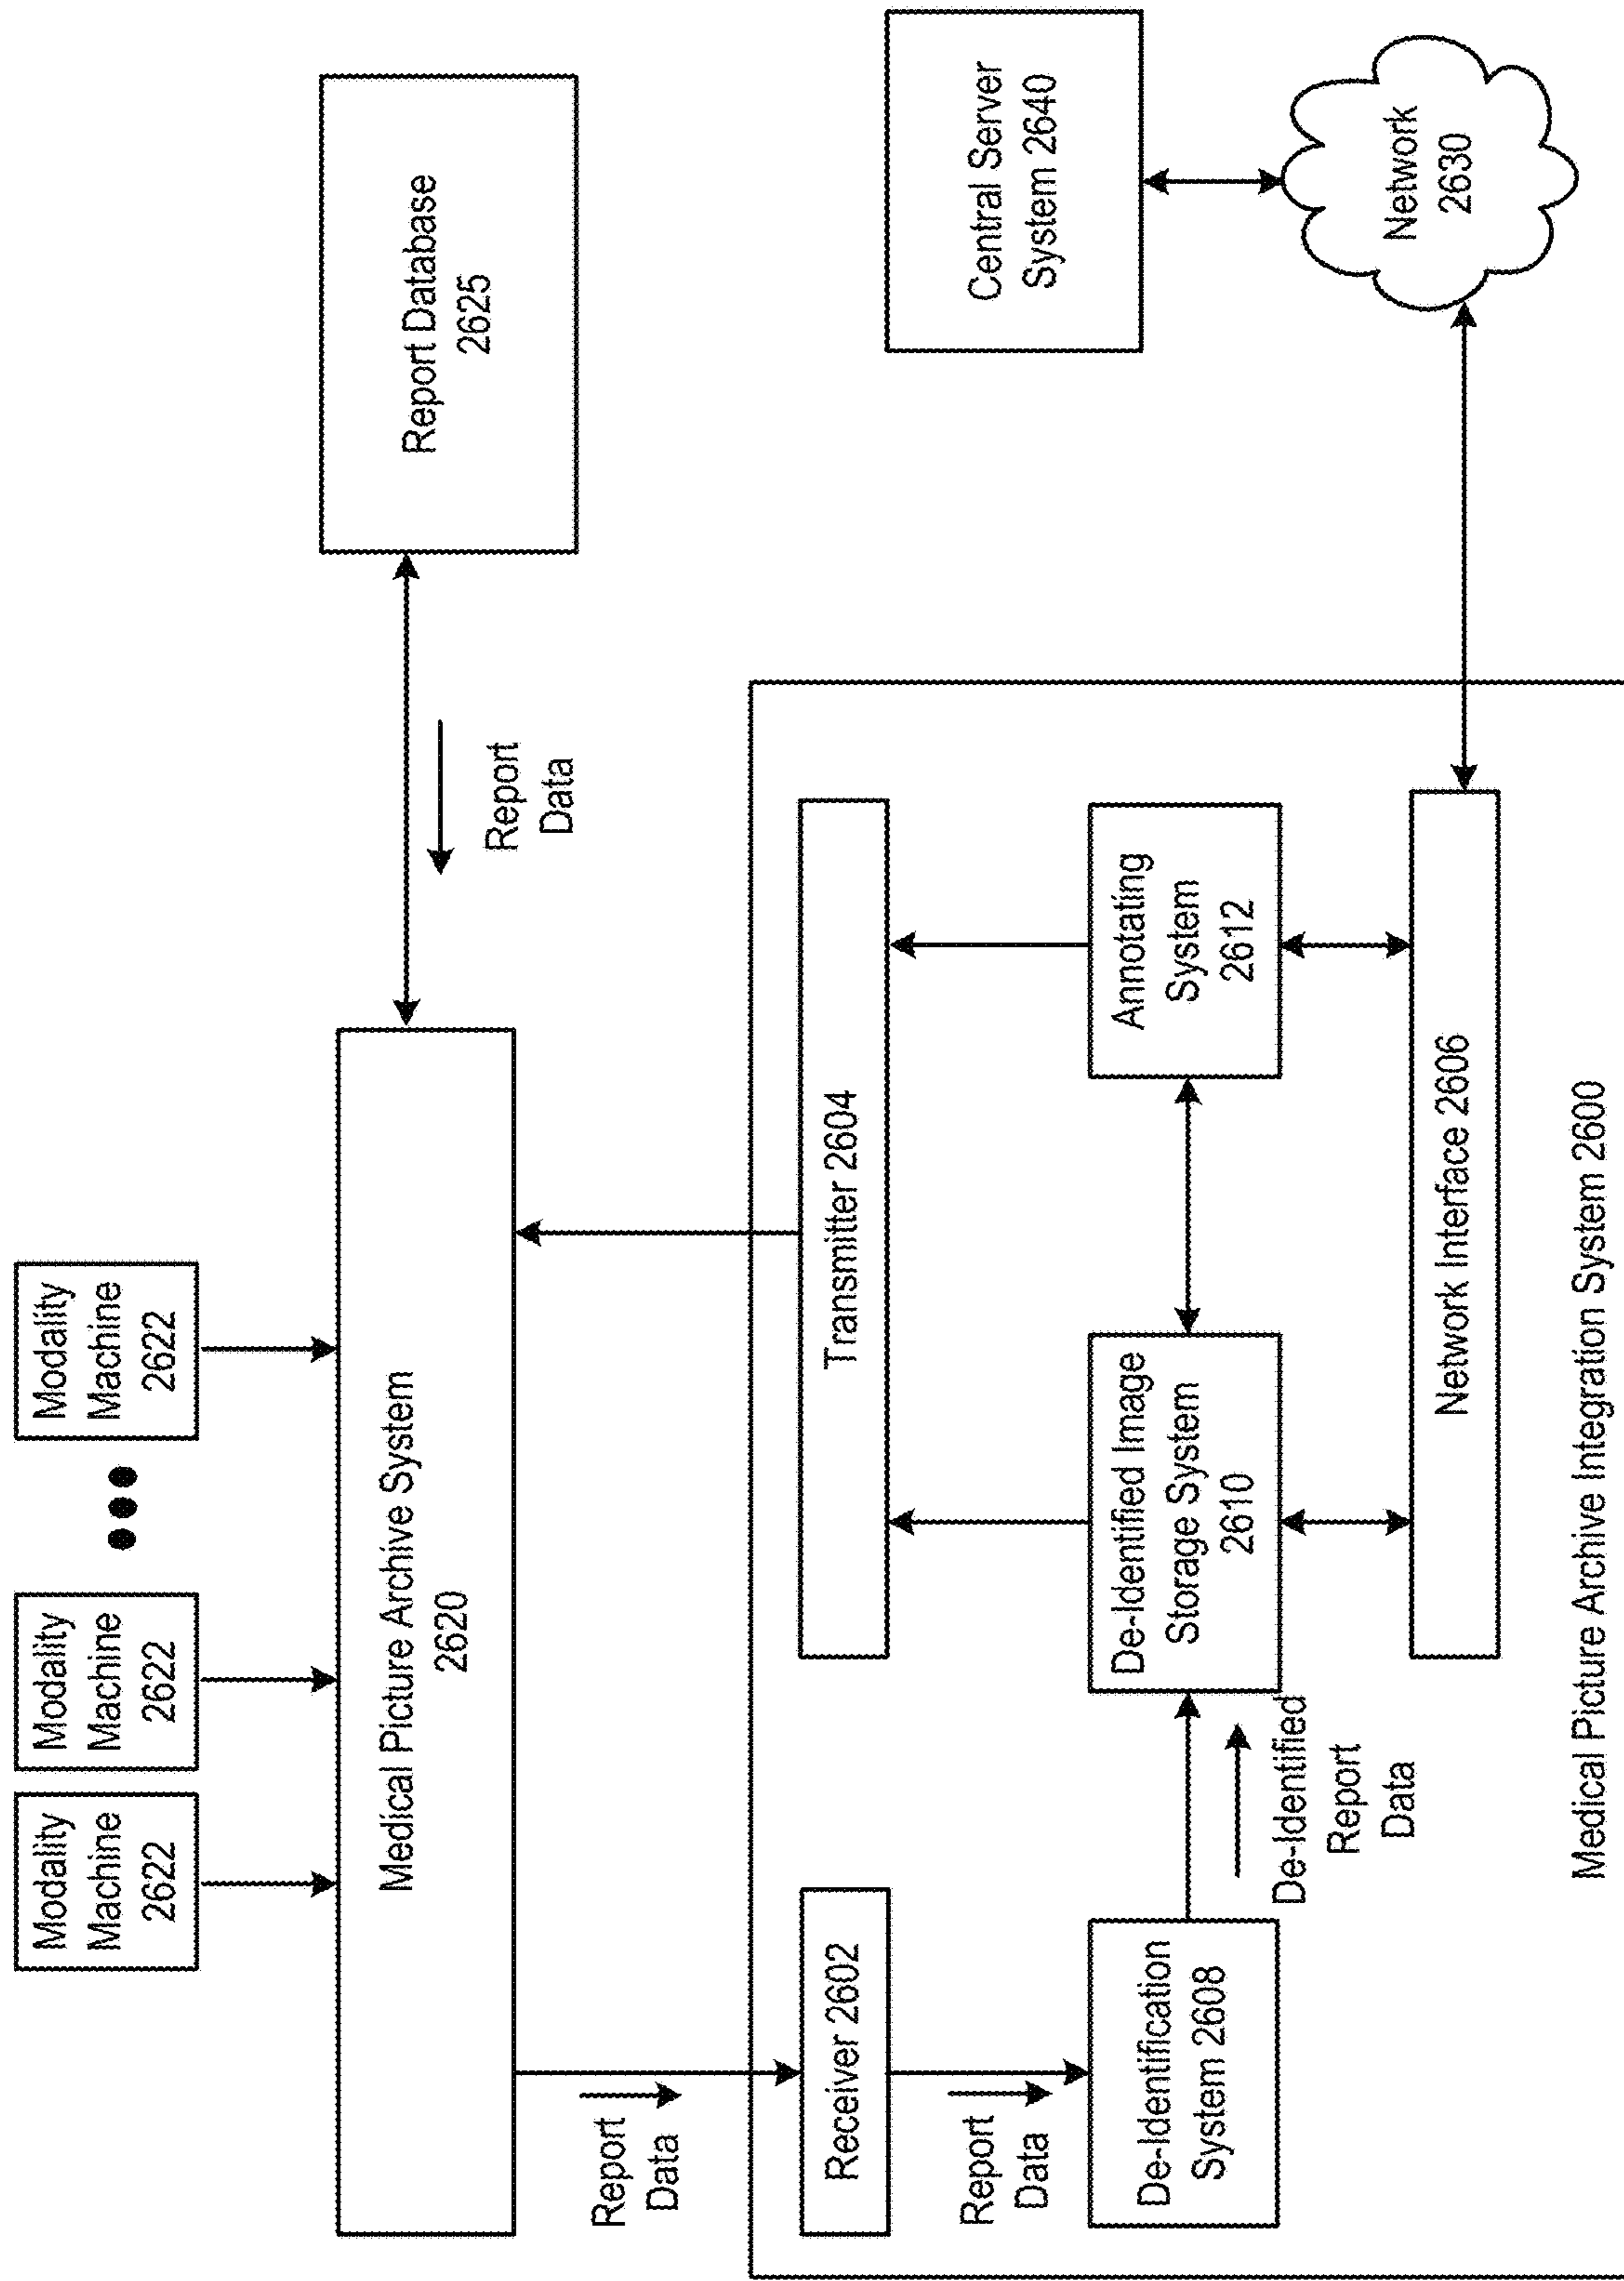 Modality
Machine
2622
Modality
Machine
2622
Modality
Machine
2622
Medical Picture Archive System
2620
Report Database
2625
Report
Data
Report
Data
Receiver 2602
Transmitter 2604
Report
Data
De-Identification
System 2608
De-Identified
Report
Data
De-Identified Image
Storage System
2610
Annotating
System
2612
Network Interface 2606
Medical Picture Archive Integration System 2600
Central Server
System 2640
Network
2630